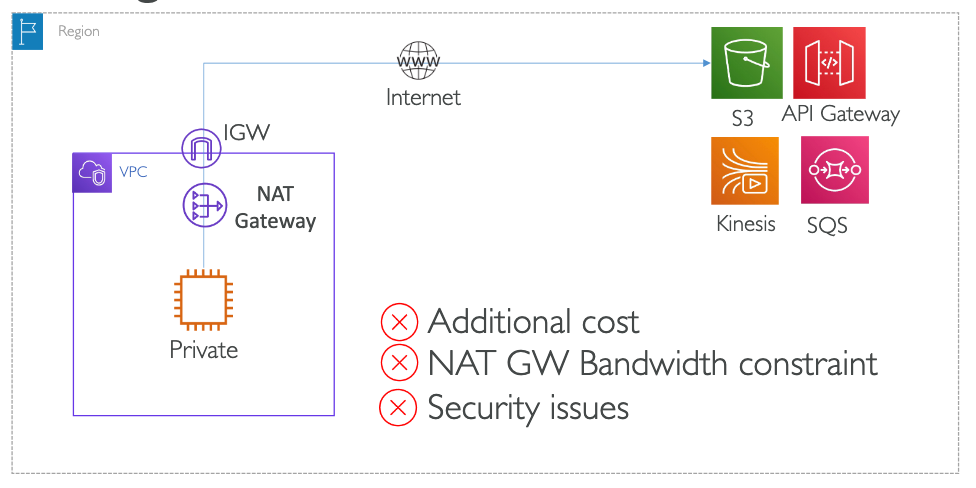 Region
WWW
Internet
S3
API Gateway
IGW
VPC
NAT
Gateway
Kinesis
SQS
Private
Additional cost
NAT GW Bandwidth constraint
Security issues